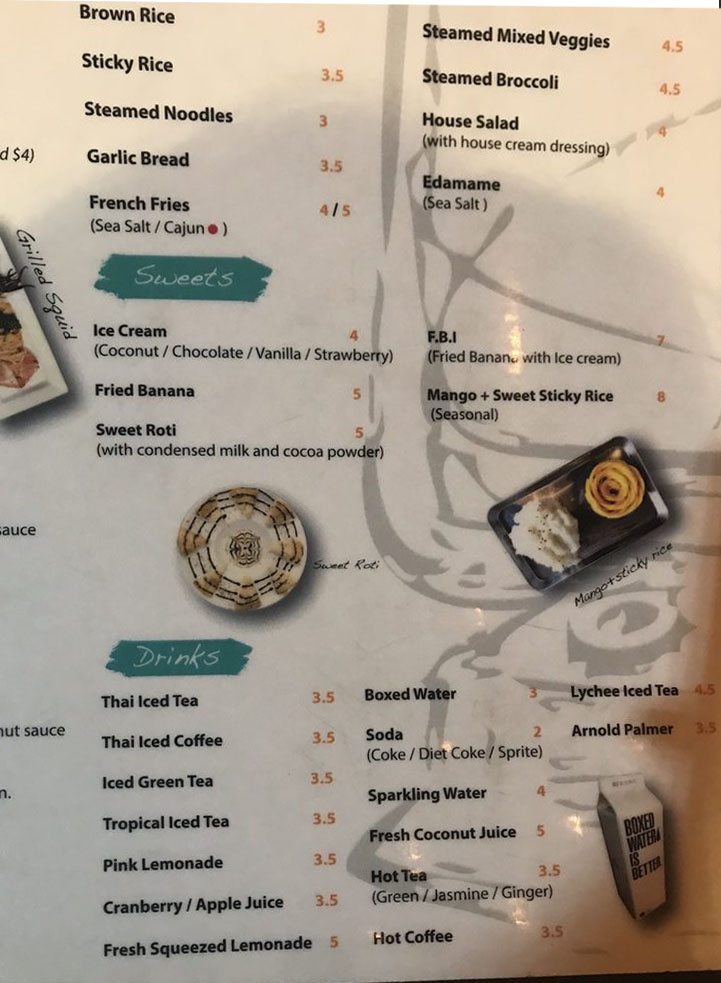 Brown Rice 3
Sticky Rice 3.5
Steamed Noodles 3
Garlic Bread 3.5
French Fries 4 / 5
(Sea Salt / Cajun )
Steamed Mixed Veggies 4.5
Steamed Broccoli 4.5
House Salad 4
(with house cream dressing)
Edamame 4
(Sea Salt )
d $4)
Grilled Squid
Sweets
Ice Cream 4
(Coconut / Chocolate / Vanilla / Strawberry)
Fried Banana 5
Sweet Roti 5
(with condensed milk and cocoa powder)
F.B.I 7
(Fried Banana with Ice cream)
Mango + Sweet Sticky Rice 8
(Seasonal)
sauce
Sweet Roti
Mango+sticky rice
Drinks
Thai Iced Tea 3.5
Thai Iced Coffee 3.5
Iced Green Tea 3.5
Tropical Iced Tea 3.5
Pink Lemonade 3.5
Cranberry / Apple Juice 3.5
Fresh Squeezed Lemonade 5
Boxed Water 3
Soda 2
(Coke / Diet Coke / Sprite)
Sparkling Water 4
Fresh Coconut Juice 5
Hot Tea 3.5
(Green / Jasmine / Ginger)
Hot Coffee 3.5
Lychee Iced Tea 4.5
Arnold Palmer 3.5
nut sauce
n.
BOXED
WATER
IS
BETTER.